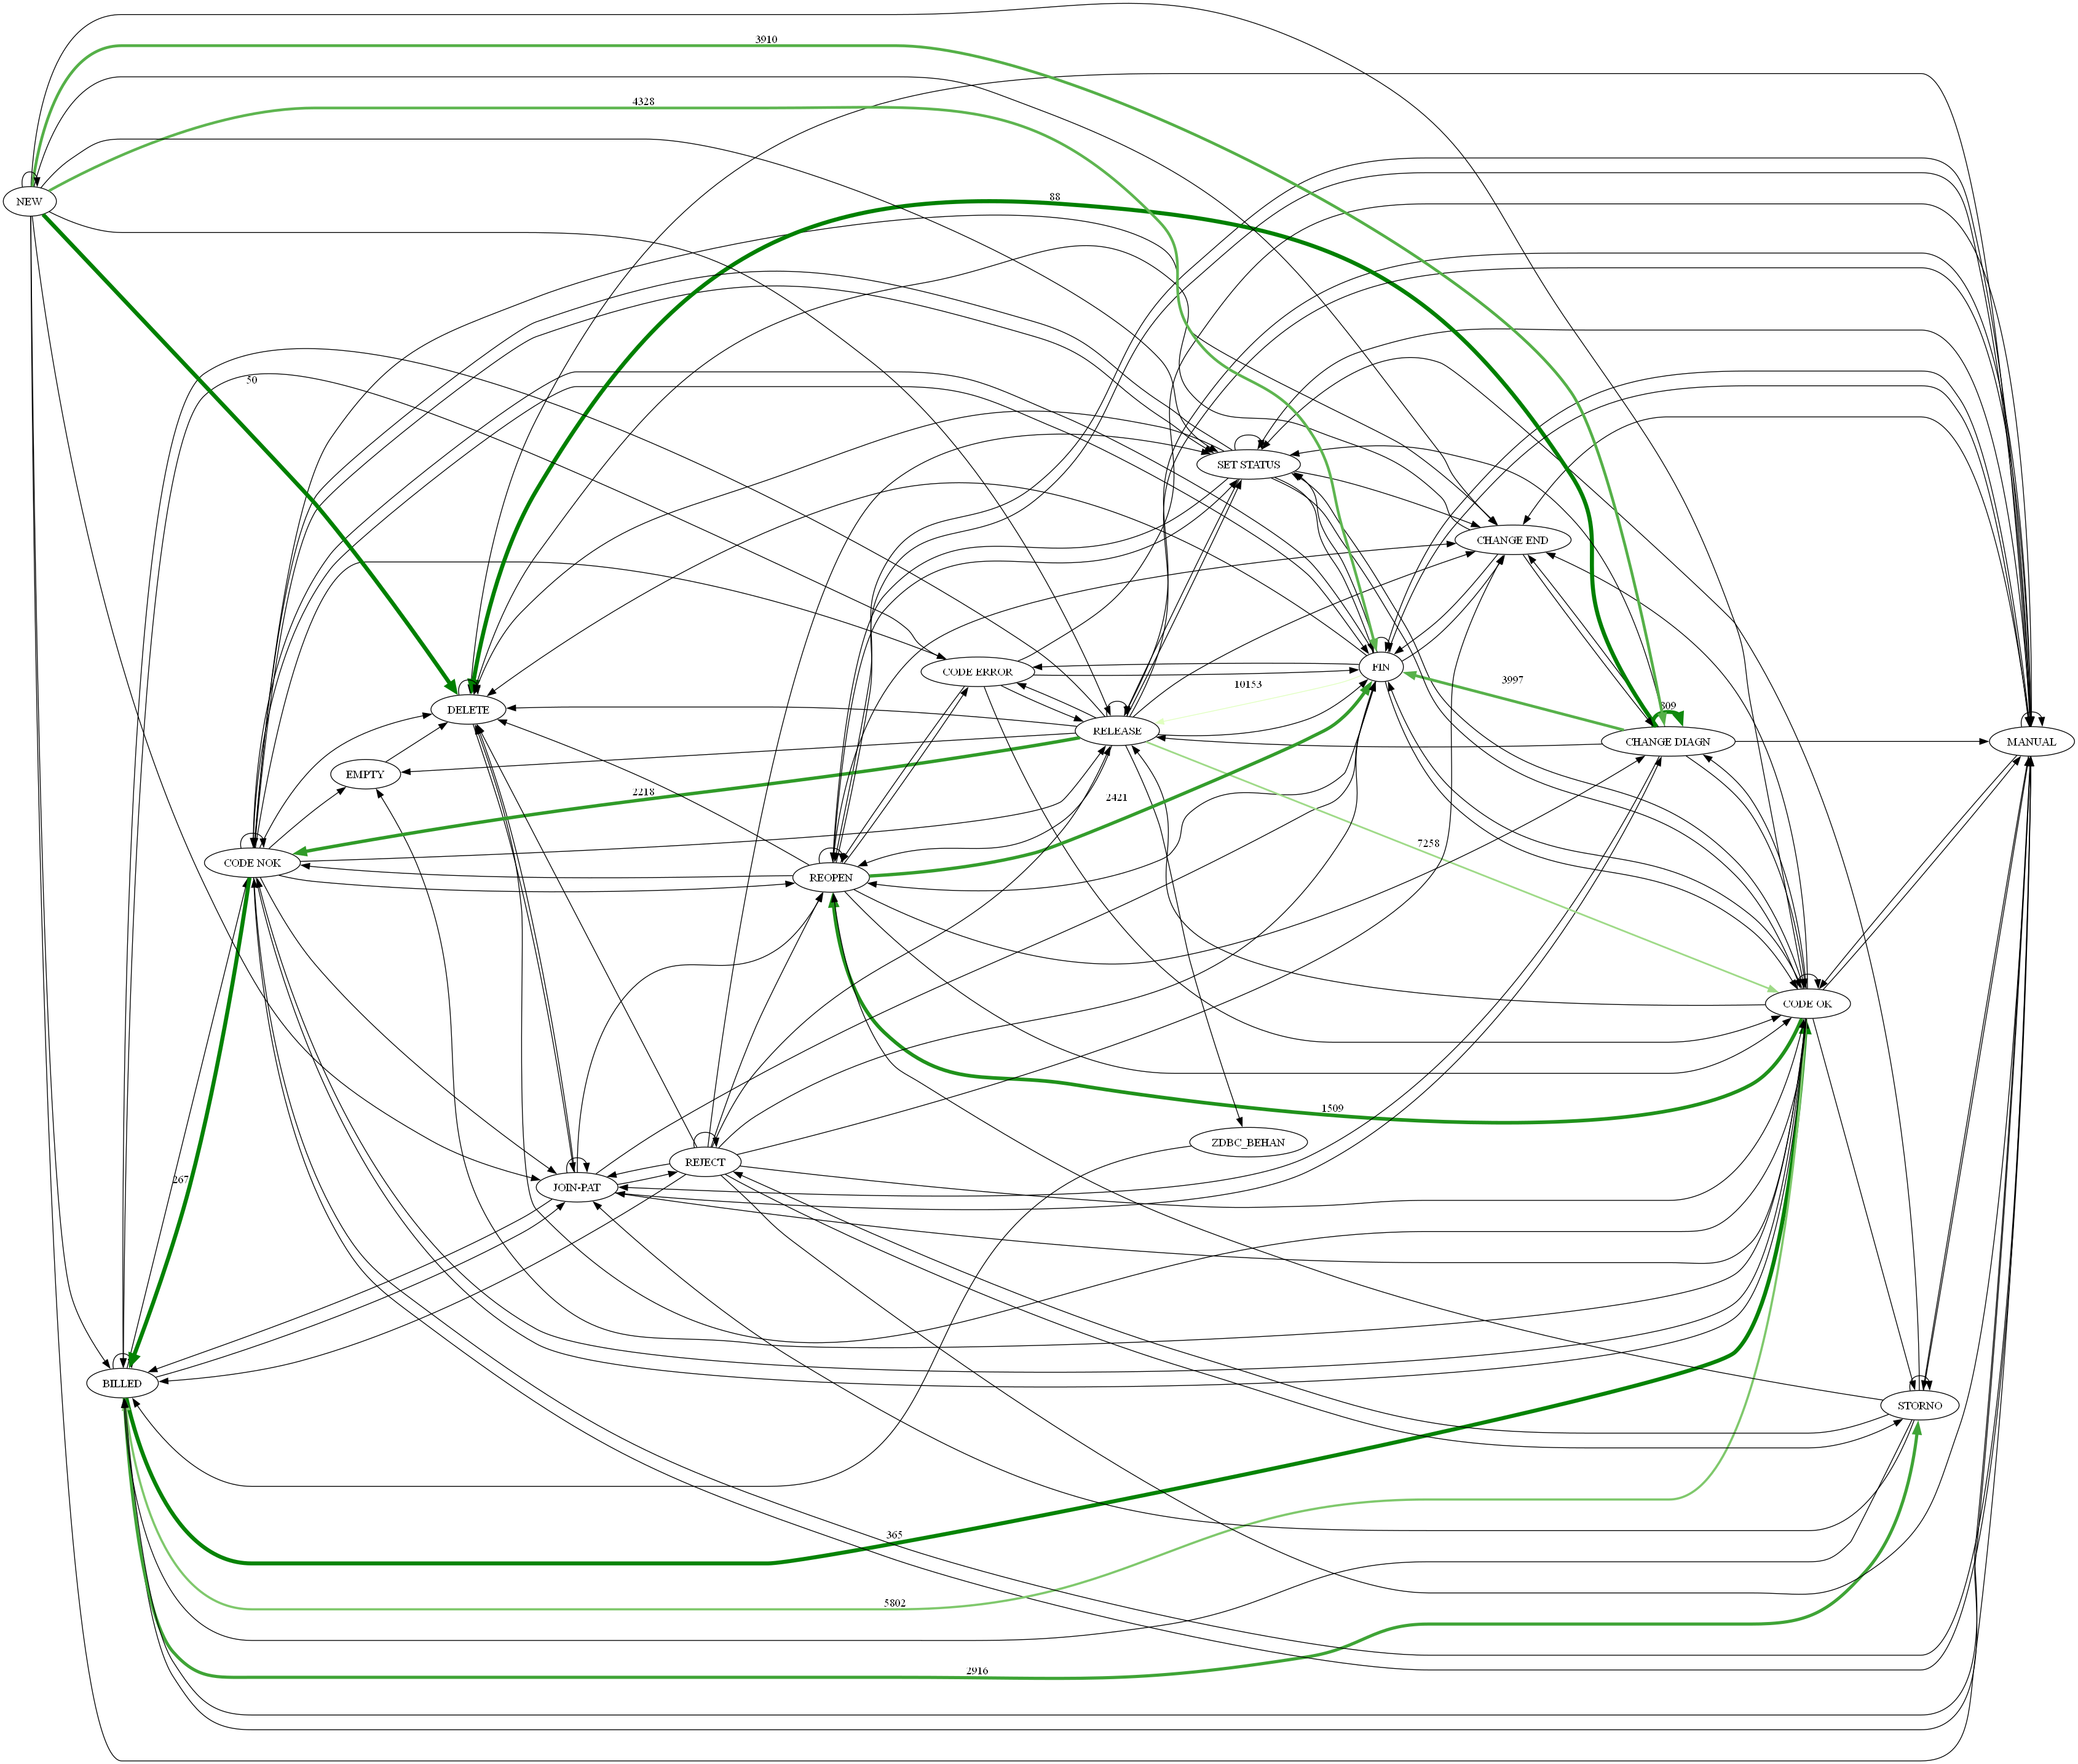 3910
4328
NEW
88
50
SET STATUS
CHANGE END
FIN
CODE ERROR
10153
3997
809
DELETE
RELEASE
CHANGE DIAGN
MANUAL
EMPTY
2218
2421
7258
CODE NOK
REOPEN
CODE OK
1509
ZDBC_BEHAN
REJECT
JOIN-PAT
267
BILLED
STORNO
365
5802
2916